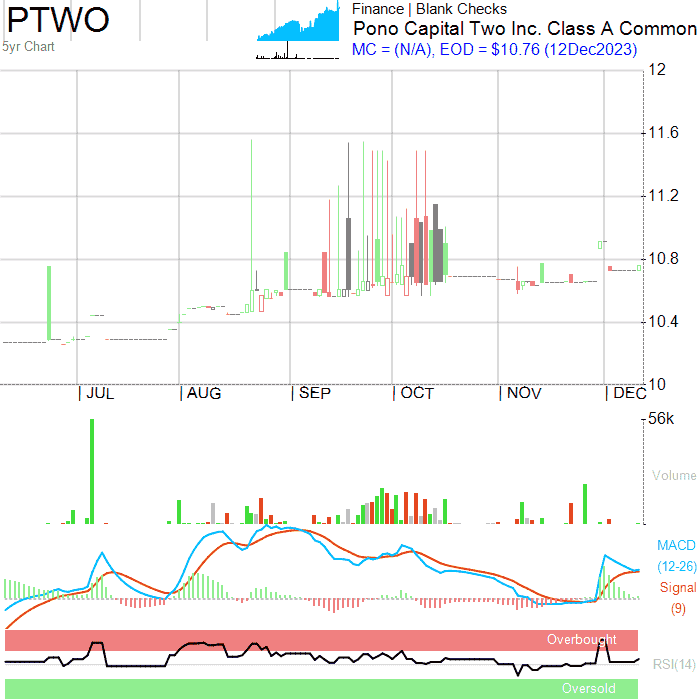 PTWO
5yr Chart
Finance | Blank Checks
Pono Capital Two Inc. Class A Common
MC = (N/A), EOD = $10.76 (12Dec2023)
12
11.6
11.2
10.8
10.4
10
| JUL | AUG | SEP | OCT | NOV | DEC
56k
Volume
MACD
(12-26)
Signal
(9)
Overbought
RSI(14)
Oversold